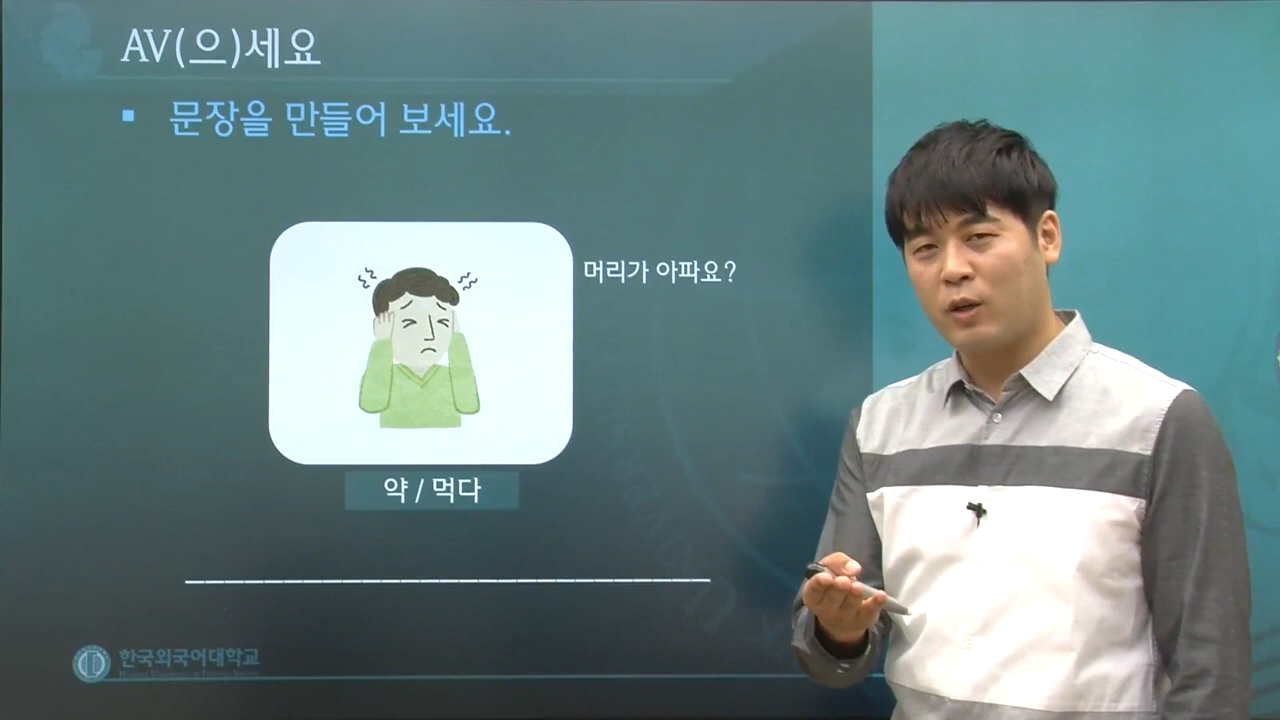 AV(으)세요
▪ 문장을 만들어 보세요.
머리가 아파요?
약 / 먹다
한국외국어대학교